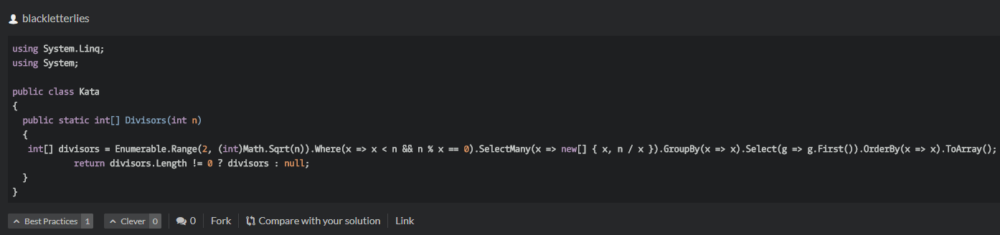 blackletterlies
using System.Linq;
using System;
public class Kata
{
public static int[] Divisors(int n)
{
int[] divisors = Enumerable.Range(2, (int)Math.Sqrt(n)).Where(x => x < n && n % x == 0).SelectMany(x => new[] { x, n / x }).GroupBy(x => x).Select(g => g.First()).OrderBy(x => x).ToArray();
return divisors.Length != 0 ? divisors : null;
}
}
Best Practices 1 Clever 0 0 Fork Compare with your solution Link